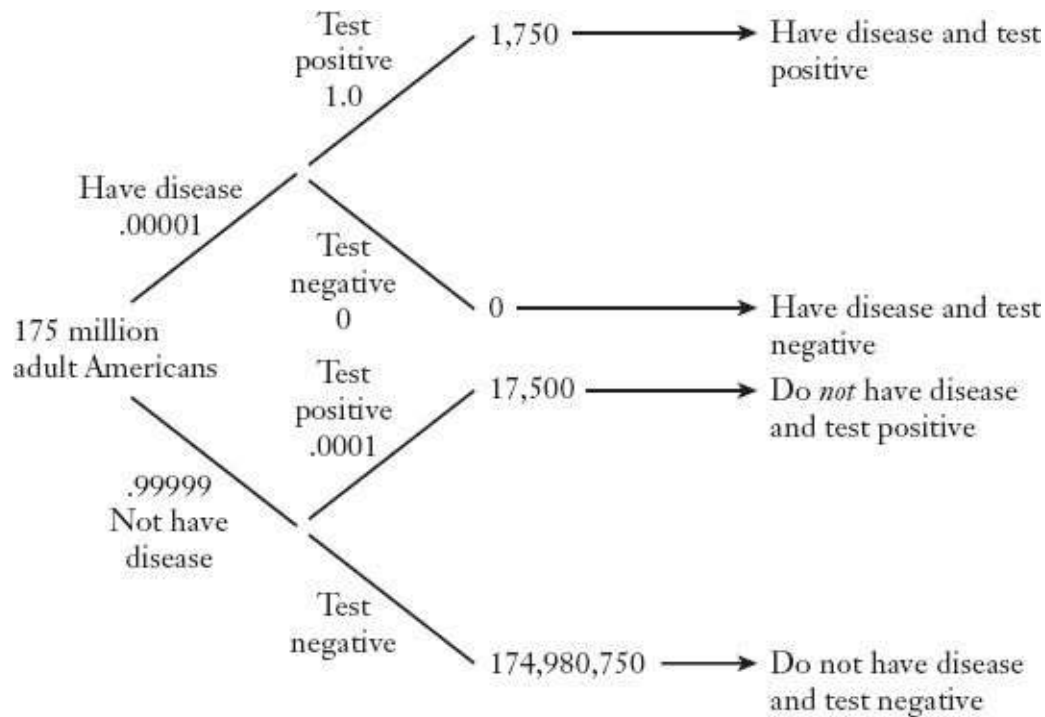 Test
positive
1.0
1,750
Have disease and test
positive
Have disease
.00001
Test
negative
0
0
Have disease and test
negative
175 million
adult Americans
Test
positive
.0001
17,500
Do not have disease
and test positive
.99999
Not have
disease
Test
negative
174,980,750
Do not have disease
and test negative